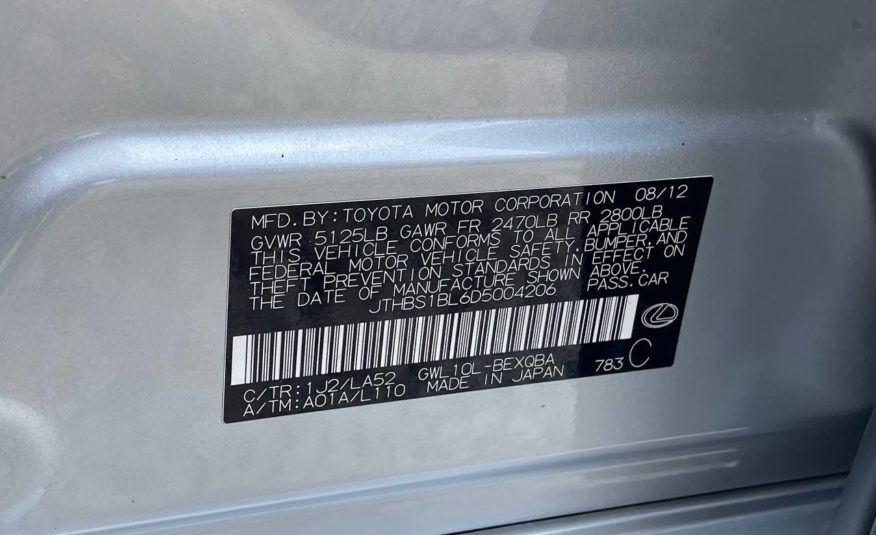 MFD. BY: TOYOTA MOTOR CORPORATION 08/12
GVWR 5125LB GAWR FR 2470LB RR 2800LB
THIS VEHICLE CONFORMS TO ALL APPLICABLE
FEDERAL MOTOR VEHICLE SAFETY, BUMPER, AND
THEFT PREVENTION STANDARDS IN EFFECT ON
THE DATE OF MANUFACTURE SHOWN ABOVE.
JTHBS1BL6D5004206 PASS. CAR
C/TR: 1J2/LA52 GWL10L-BEXQBA 783 C
A/TM: A01A/L110 MADE IN JAPAN